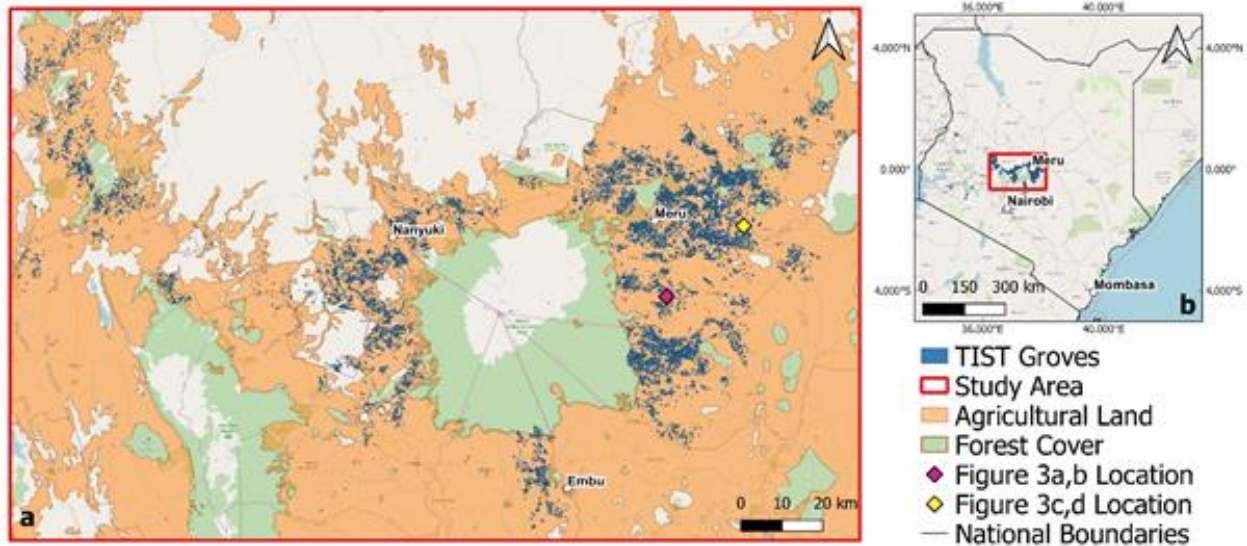 Nanyuki
Meru
Embu
0 10 20 km
a
36.000°E 40.000°E
4.000°N 4.000°N
0.000° 0.000°
Meru
Nairobi
4.000°S 4.000°S
Mombasa
0 150 300 km
b
36.000°E 40.000°E
TIST Groves
Study Area
Agricultural Land
Forest Cover
Figure 3a,b Location
Figure 3c,d Location
National Boundaries